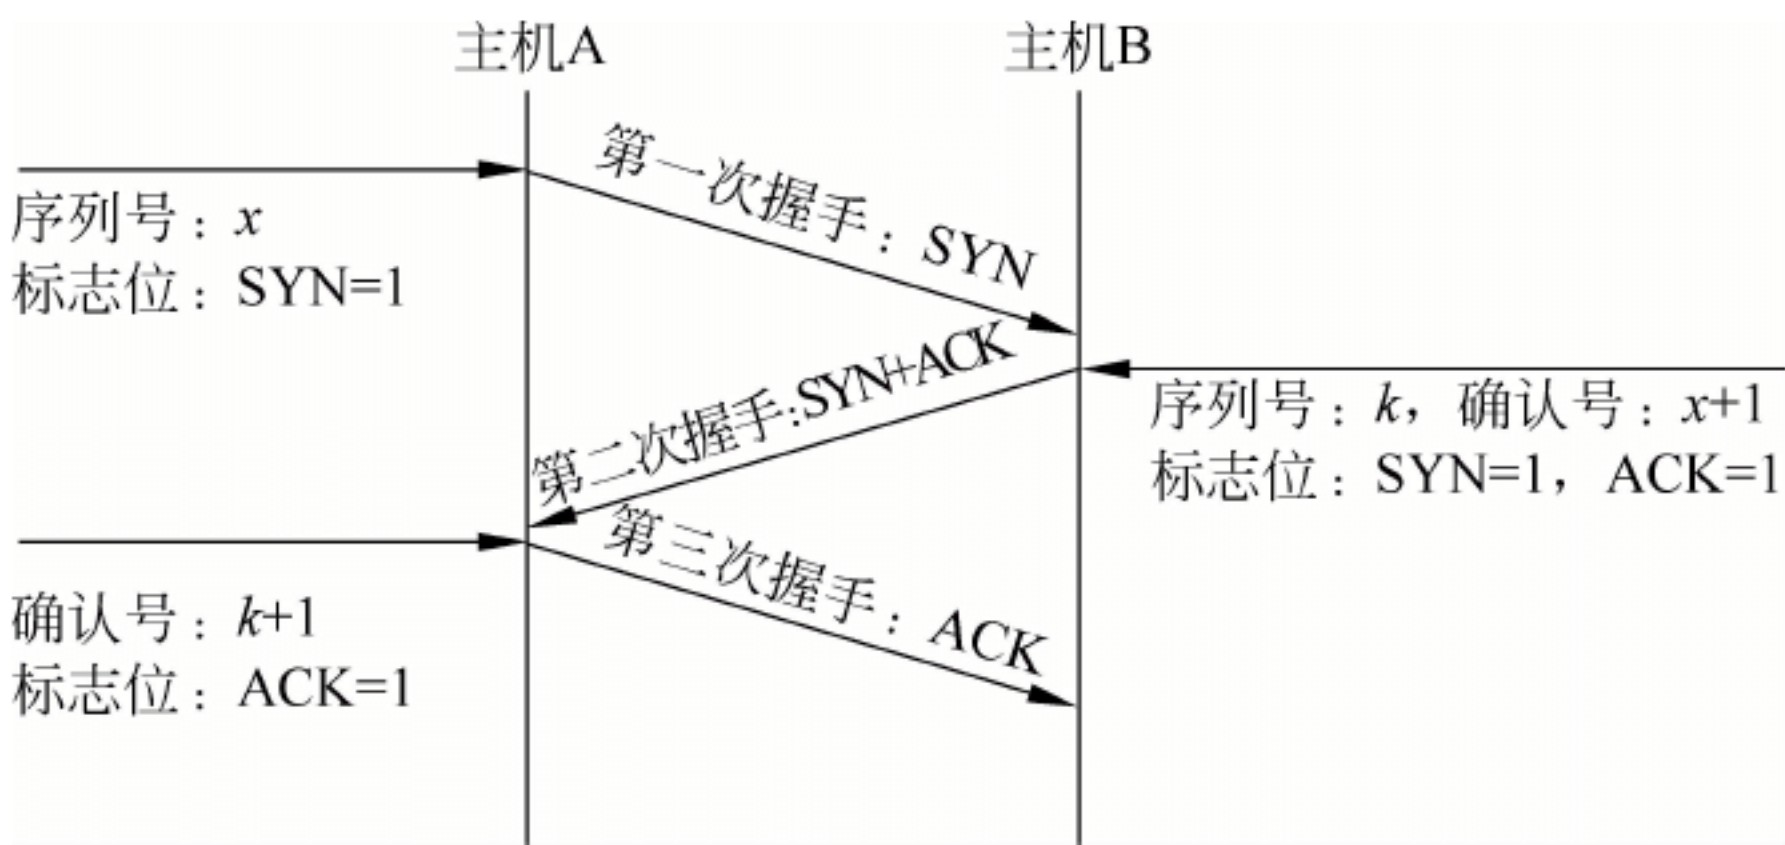 主机A
主机B
第一次握手：SYN
序列号：x
标志位：SYN=1
第二次握手:SYN+ACK
序列号：k，确认号：x+1
标志位：SYN=1，ACK=1
第三次握手：ACK
确认号：k+1
标志位：ACK=1